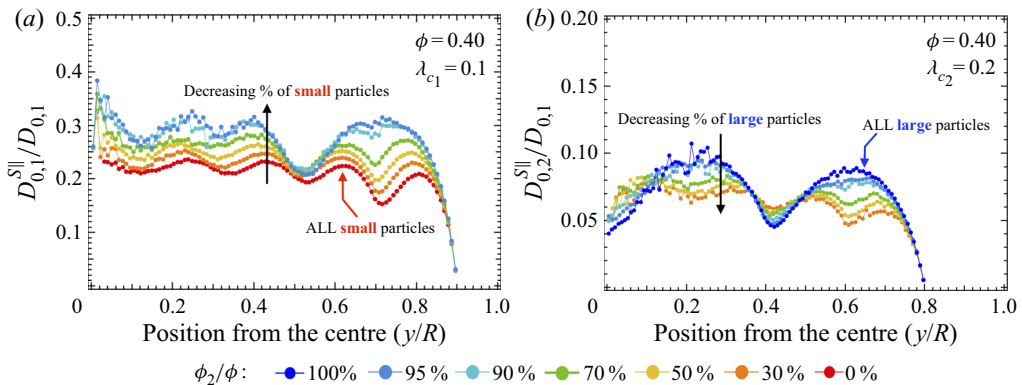 (a)
ϕ = 0.40
λc1 = 0.1
Decreasing % of small particles
ALL small particles
D0,1^S∥/D0,1
0.5
0.4
0.3
0.2
0.1
0 0.2 0.4 0.6 0.8 1.0
Position from the centre (y/R)
(b)
ϕ = 0.40
λc2 = 0.2
Decreasing % of large particles
ALL large particles
D0,2^S∥/D0,1
0.20
0.15
0.10
0.05
0 0.2 0.4 0.6 0.8 1.0
Position from the centre (y/R)
ϕ2/ϕ: 100% 95 % 90 % 70 % 50 % 30 % 0 %